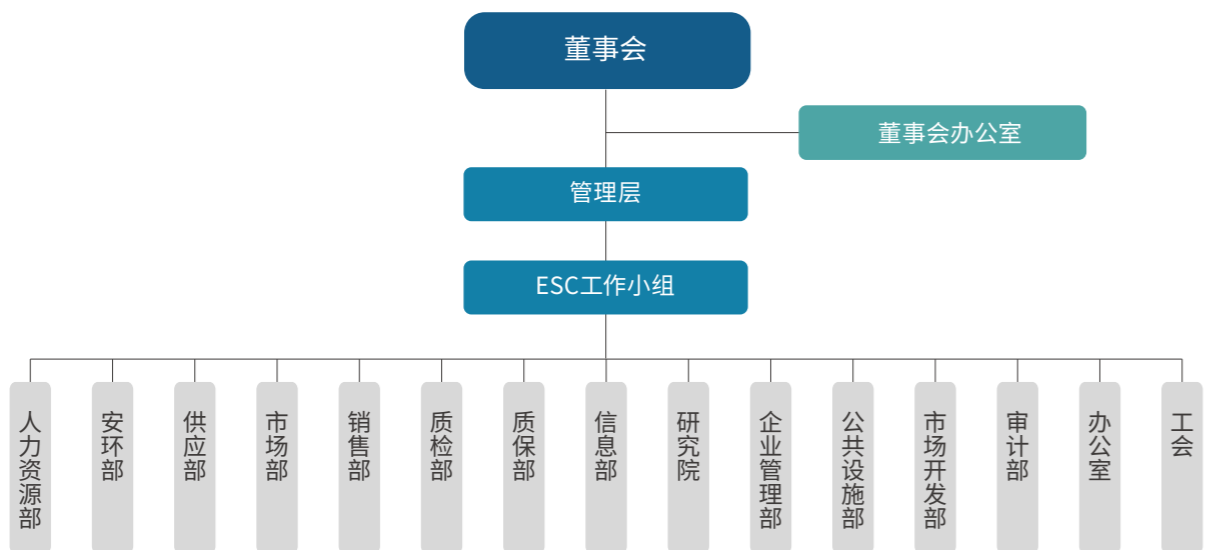 董事会
董事会办公室
管理层
ESC工作小组
人力资源部
安环部
供应部
市场部
销售部
质检部
质保部
信息部
研究院
企业管理部
公共设施部
市场开发部
审计部
办公室
工会